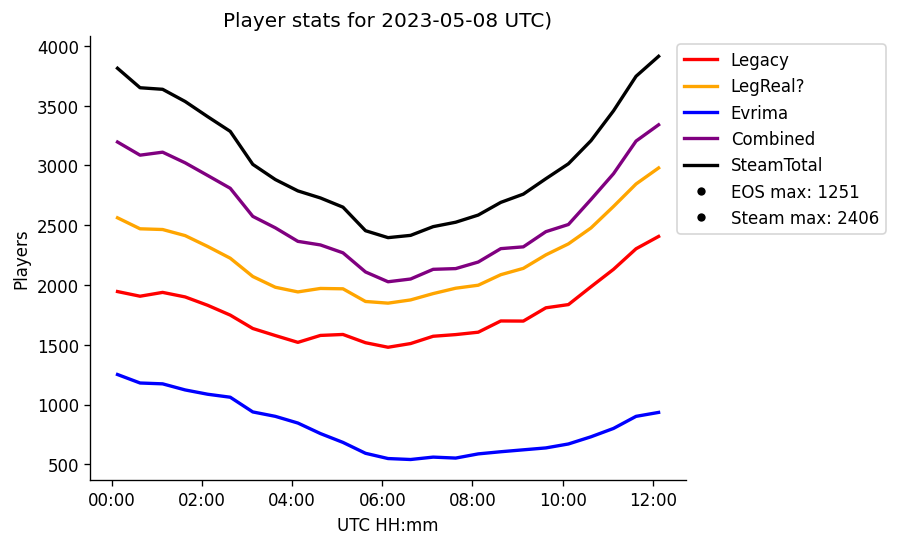 Player stats for 2023-05-08 UTC)
Players
4000
3500
3000
2500
2000
1500
1000
500
00:00 02:00 04:00 06:00 08:00 10:00 12:00
UTC HH:mm
Legacy
LegReal?
Evrima
Combined
SteamTotal
EOS max: 1251
Steam max: 2406